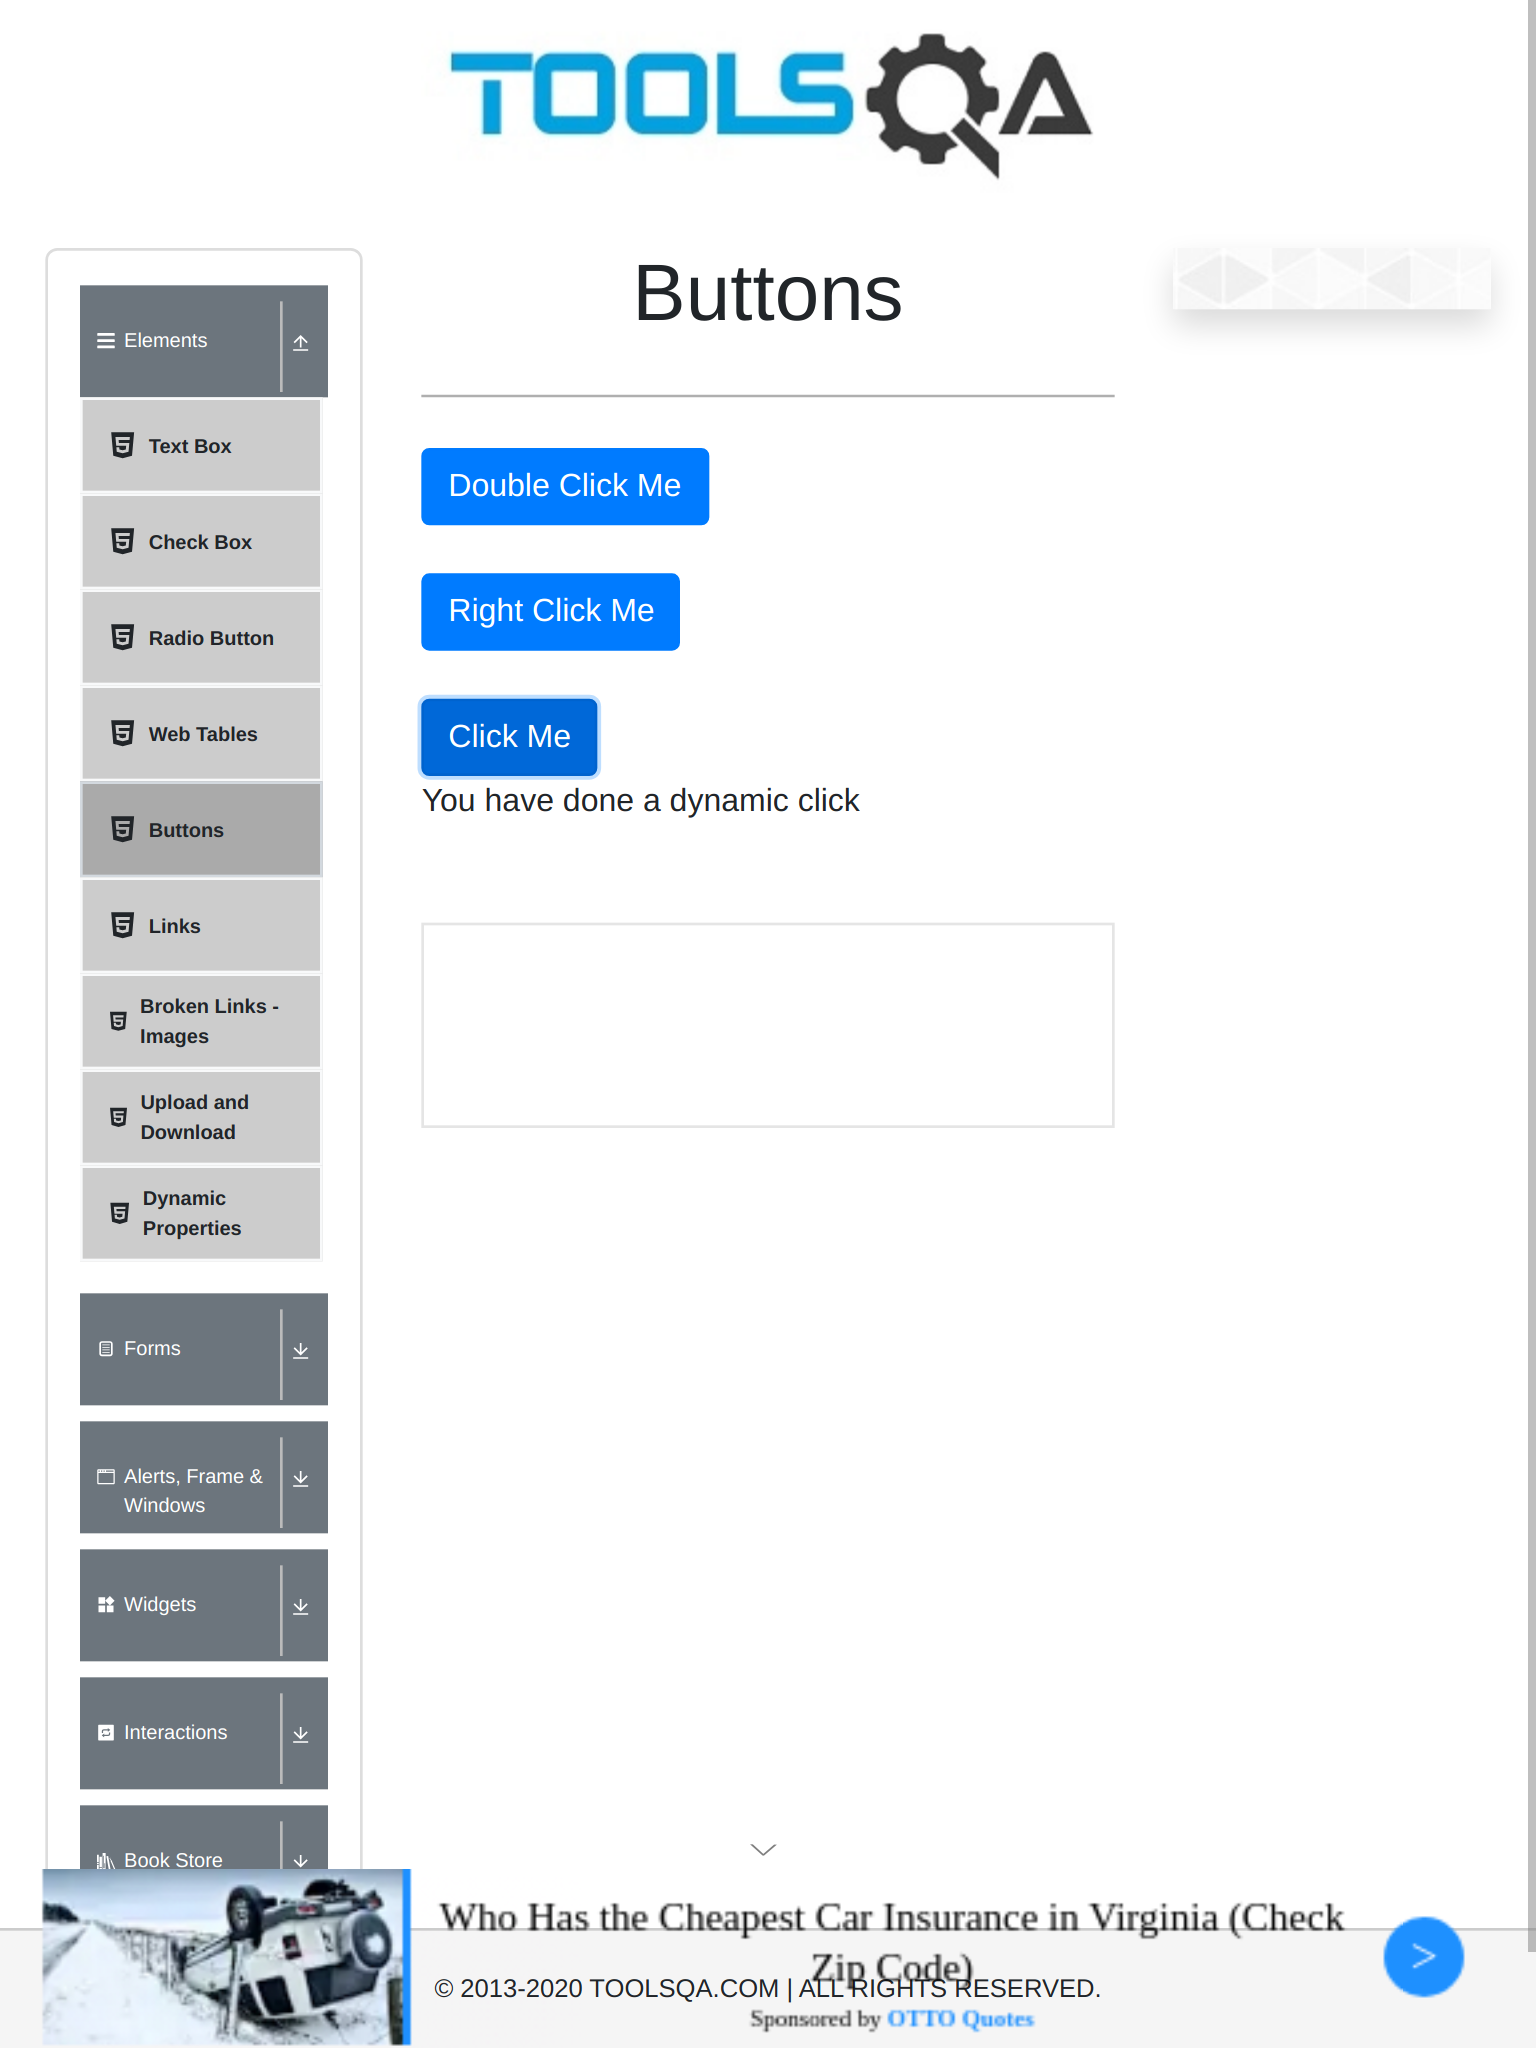 TOOLSQA
Buttons
Elements
Text Box
Check Box
Radio Button
Web Tables
Buttons
Links
Broken Links -
Images
Upload and
Download
Dynamic
Properties
Forms
Alerts, Frame &
Windows
Widgets
Interactions
Book Store
Double Click Me
Right Click Me
Click Me
You have done a dynamic click
Who Has the Cheapest Car Insurance in Virginia (Check
Zip Code)
© 2013-2020 TOOLSQA.COM | ALL RIGHTS RESERVED.
Sponsored by OTTO Quotes
>